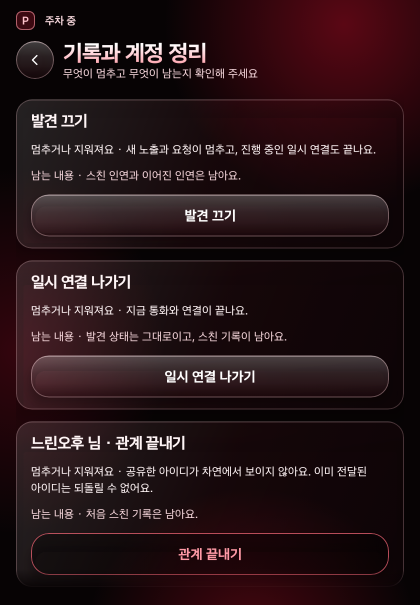 P 주차 중
기록과 계정 정리
무엇이 멈추고 무엇이 남는지 확인해 주세요
발견 끄기
멈추거나 지워져요 · 새 노출과 요청이 멈추고, 진행 중인 일시 연결도 끝나요.
남는 내용 · 스친 인연과 이어진 인연은 남아요.
발견 끄기
일시 연결 나가기
멈추거나 지워져요 · 지금 통화와 연결이 끝나요.
남는 내용 · 발견 상태는 그대로이고, 스친 기록이 남아요.
일시 연결 나가기
느린오후 님 · 관계 끝내기
멈추거나 지워져요 · 공유한 아이디가 차연에서 보이지 않아요. 이미 전달된
아이디는 되돌릴 수 없어요.
남는 내용 · 처음 스친 기록은 남아요.
관계 끝내기